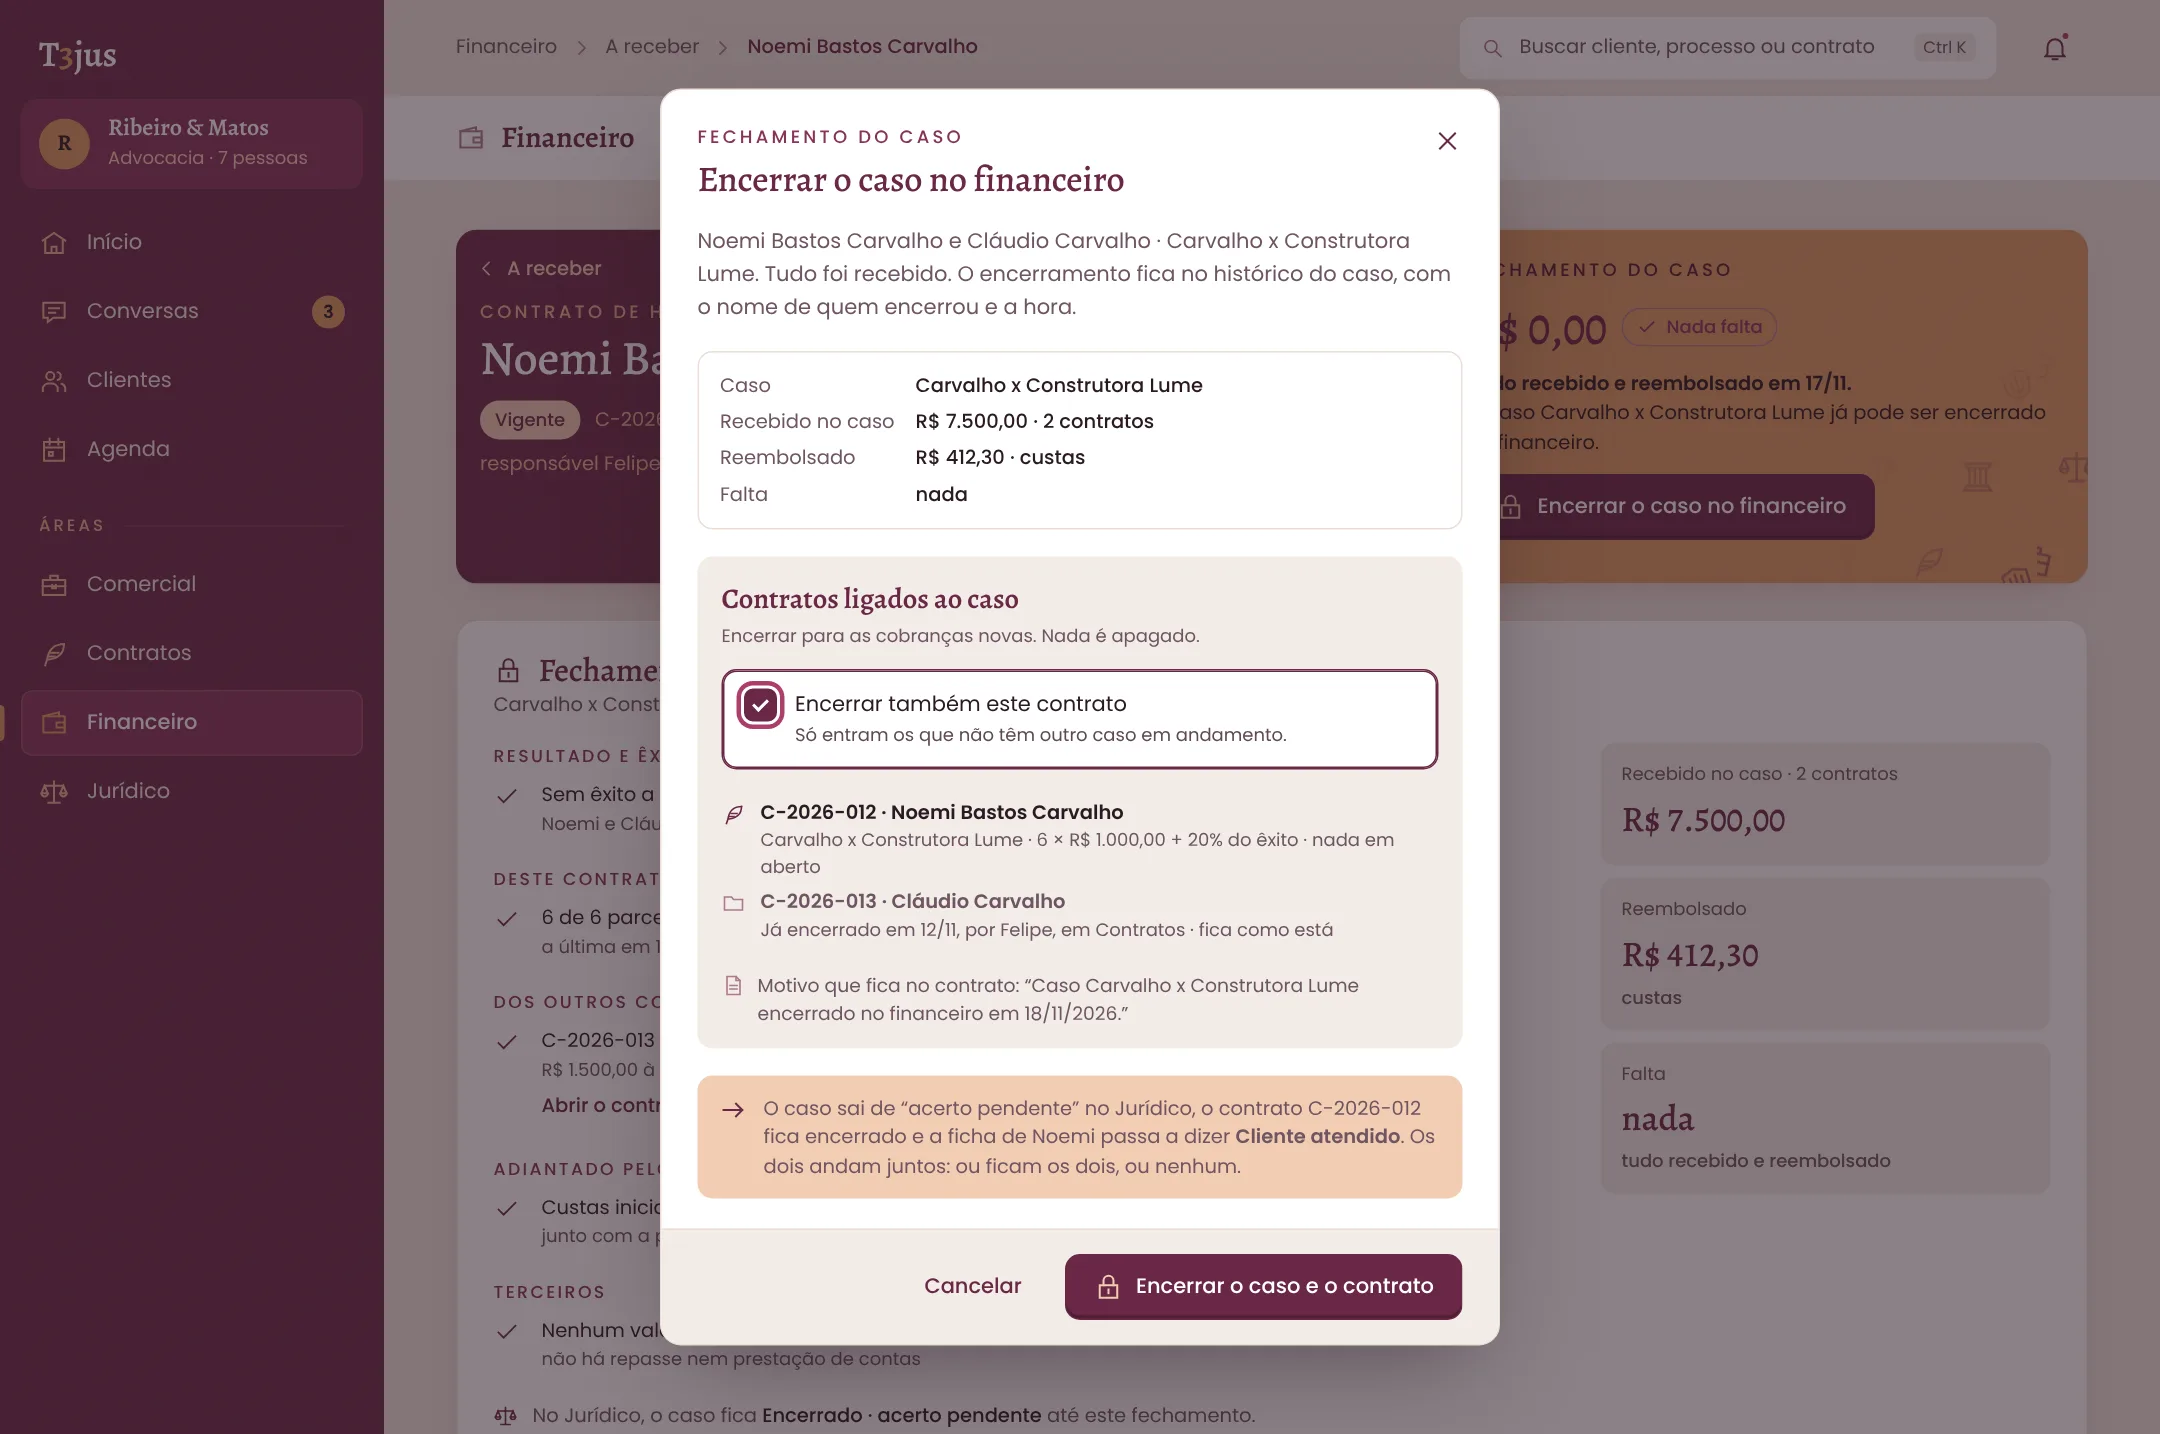 T3jus
R
Ribeiro & Matos
Advocacia · 7 pessoas
Início
Conversas
3
Clientes
Agenda
ÁREAS
Comercial
Contratos
Financeiro
Jurídico
Financeiro
A receber
Noemi Bastos Carvalho
Buscar cliente, processo ou contrato
Ctrl K
Financeiro
A receber
CONTRATO DE H
Noemi Ba
Vigente
C-2026
responsável Felipe
CHAMENTO DO CASO
$ 0,00
Nada falta
do recebido e reembolsado em 17/11.
aso Carvalho x Construtora Lume já pode ser encerrado
financeiro.
Encerrar o caso no financeiro
Fechame
Carvalho x Const
RESULTADO E ÊX
Sem êxito a
Noemi e Cláu
DESTE CONTRAT
6 de 6 parce
a última em 1
DOS OUTROS CO
C-2026-013
R$ 1.500,00 à
Abrir o contr
ADIANTADO PEL
Custas inicia
junto com a p
TERCEIROS
Nenhum val
não há repasse nem prestação de contas
No Jurídico, o caso fica Encerrado · acerto pendente até este fechamento.
Recebido no caso · 2 contratos
R$ 7.500,00
Reembolsado
R$ 412,30
custas
Falta
nada
tudo recebido e reembolsado
FECHAMENTO DO CASO
Encerrar o caso no financeiro
Noemi Bastos Carvalho e Cláudio Carvalho · Carvalho x Construtora
Lume. Tudo foi recebido. O encerramento fica no histórico do caso, com
o nome de quem encerrou e a hora.
Caso
Carvalho x Construtora Lume
Recebido no caso
R$ 7.500,00 · 2 contratos
Reembolsado
R$ 412,30 · custas
Falta
nada
Contratos ligados ao caso
Encerrar para as cobranças novas. Nada é apagado.
Encerrar também este contrato
Só entram os que não têm outro caso em andamento.
C-2026-012 · Noemi Bastos Carvalho
Carvalho x Construtora Lume · 6 × R$ 1.000,00 + 20% do êxito · nada em
aberto
C-2026-013 · Cláudio Carvalho
Já encerrado em 12/11, por Felipe, em Contratos · fica como está
Motivo que fica no contrato: “Caso Carvalho x Construtora Lume
encerrado no financeiro em 18/11/2026.”
O caso sai de “acerto pendente” no Jurídico, o contrato C-2026-012
fica encerrado e a ficha de Noemi passa a dizer Cliente atendido. Os
dois andam juntos: ou ficam os dois, ou nenhum.
Cancelar
Encerrar o caso e o contrato